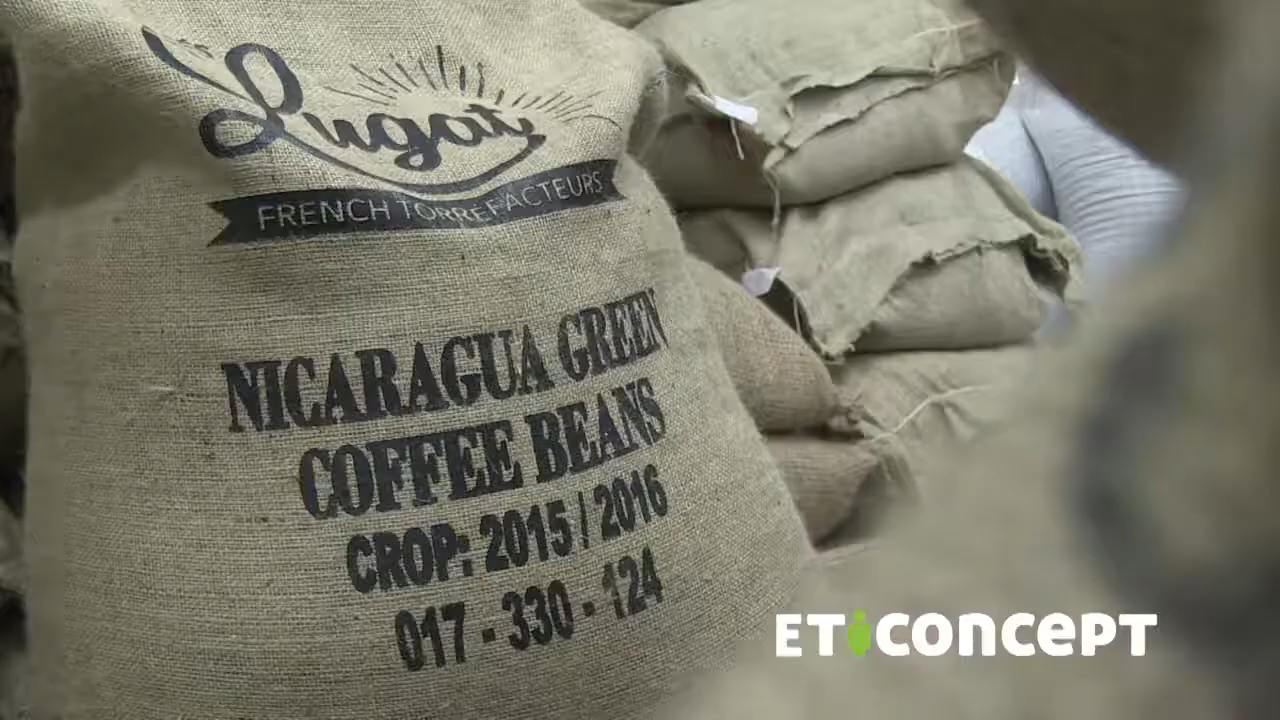 Lugat
FRENCH TORREFACTEURS
NICARAGUA GREEN
COFFEE BEANS
CROP: 2015 / 2016
017 - 330 - 124
ETICONCEPT